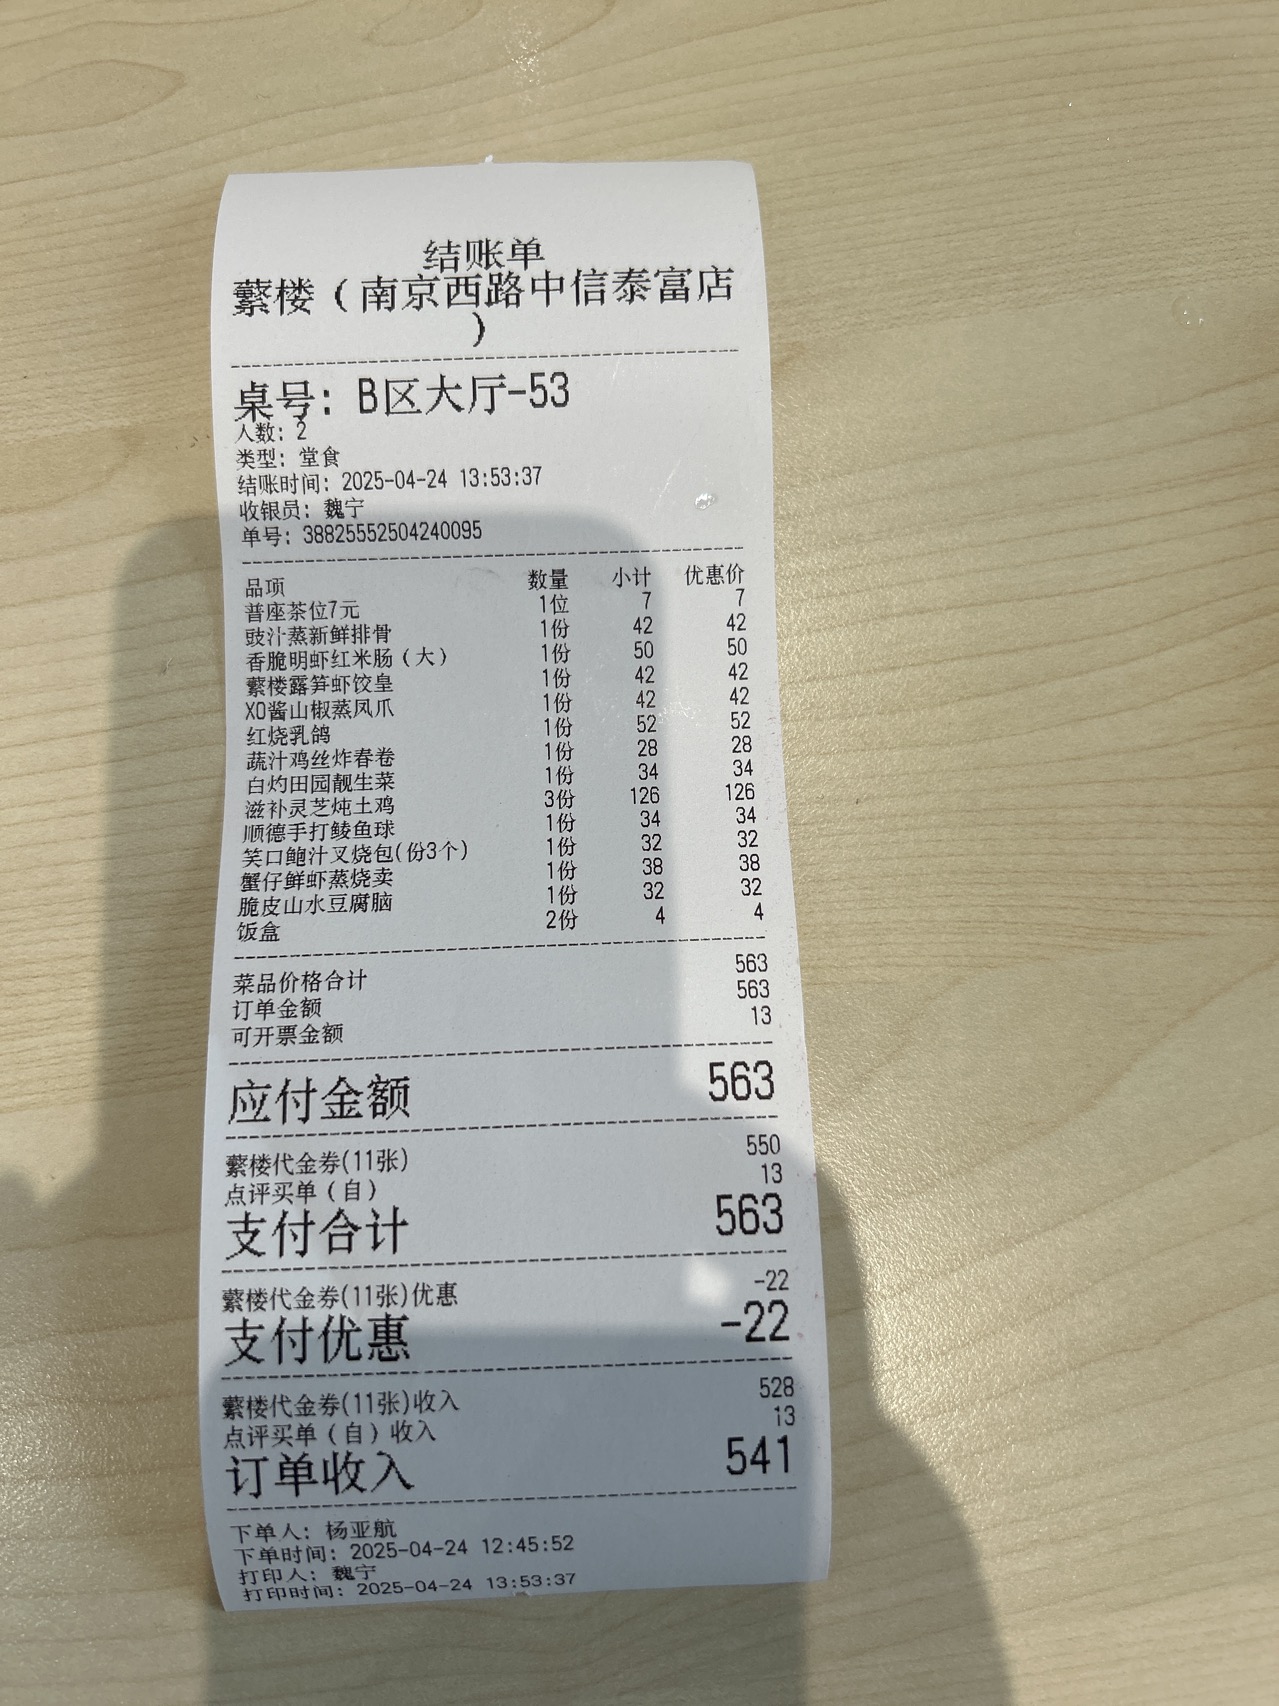 结账单
蘩楼（南京西路中信泰富店
）
桌号：B区大厅-53
人数：2
类型：堂食
结账时间：2025-04-24 13:53:37
收银员：魏宁
单号：38825552504240095
品项 数量 小计 优惠价
普座茶位7元 1位 7 7
豉汁蒸新鲜排骨 1份 42 42
香脆明虾红米肠（大） 1份 50 50
蘩楼露笋虾饺皇 1份 42 42
XO酱山椒蒸凤爪 1份 42 42
红烧乳鸽 1份 52 52
蔬汁鸡丝炸春卷 1份 28 28
白灼田园靓生菜 1份 34 34
滋补灵芝炖土鸡 3份 126 126
顺德手打鲮鱼球 1份 34 34
笑口鲍汁叉烧包(份3个) 1份 32 32
蟹仔鲜虾蒸烧卖 1份 38 38
脆皮山水豆腐脑 1份 32 32
饭盒 2份 4 4
菜品价格合计 563
订单金额 563
可开票金额 13
应付金额 563
蘩楼代金券(11张) 550
点评买单（自） 13
支付合计 563
蘩楼代金券(11张)优惠 -22
支付优惠 -22
蘩楼代金券(11张)收入 528
点评买单（自）收入 13
订单收入 541
下单人：杨亚航
下单时间：2025-04-24 12:45:52
打印人：魏宁
打印时间：2025-04-24 13:53:37